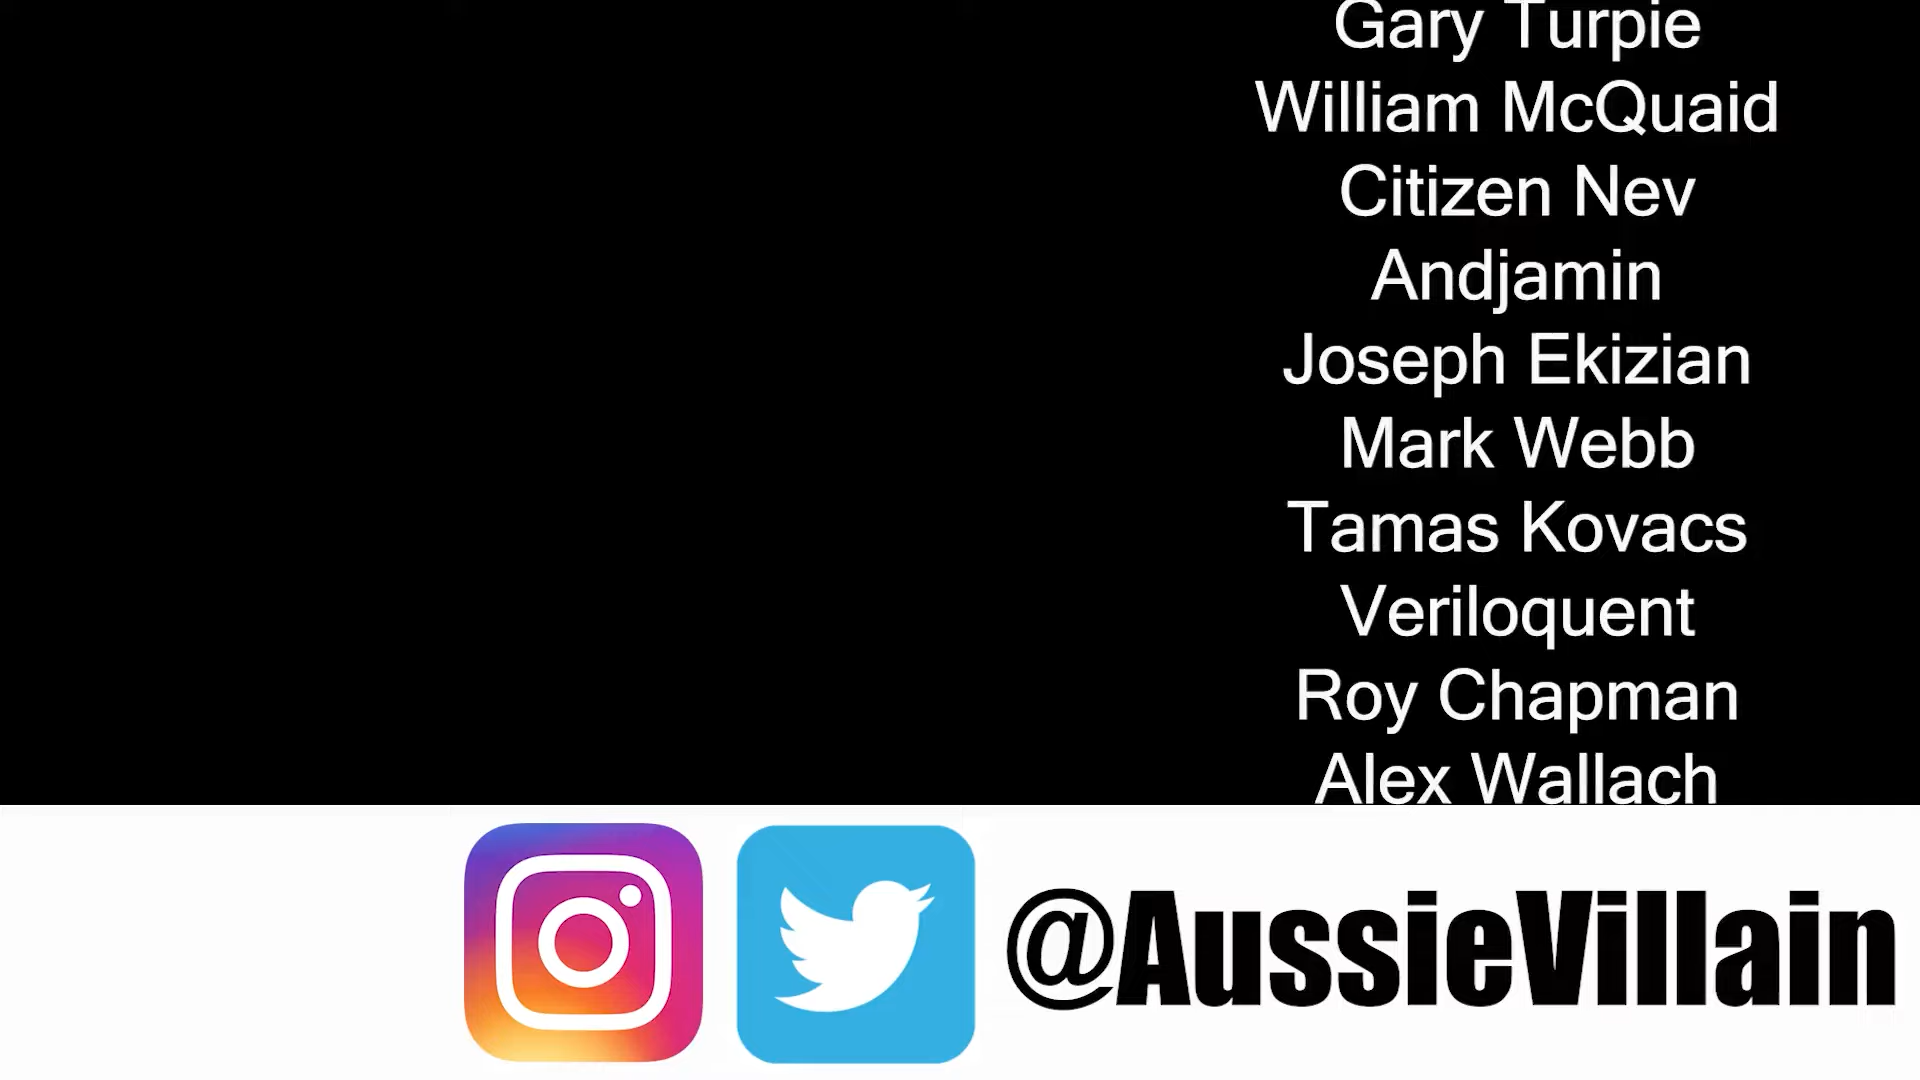 Gary Turpie
William McQuaid
Citizen Nev
Andjamin
Joseph Ekizian
Mark Webb
Tamas Kovacs
Veriloquent
Roy Chapman
Alex Wallach
@AussieVillain